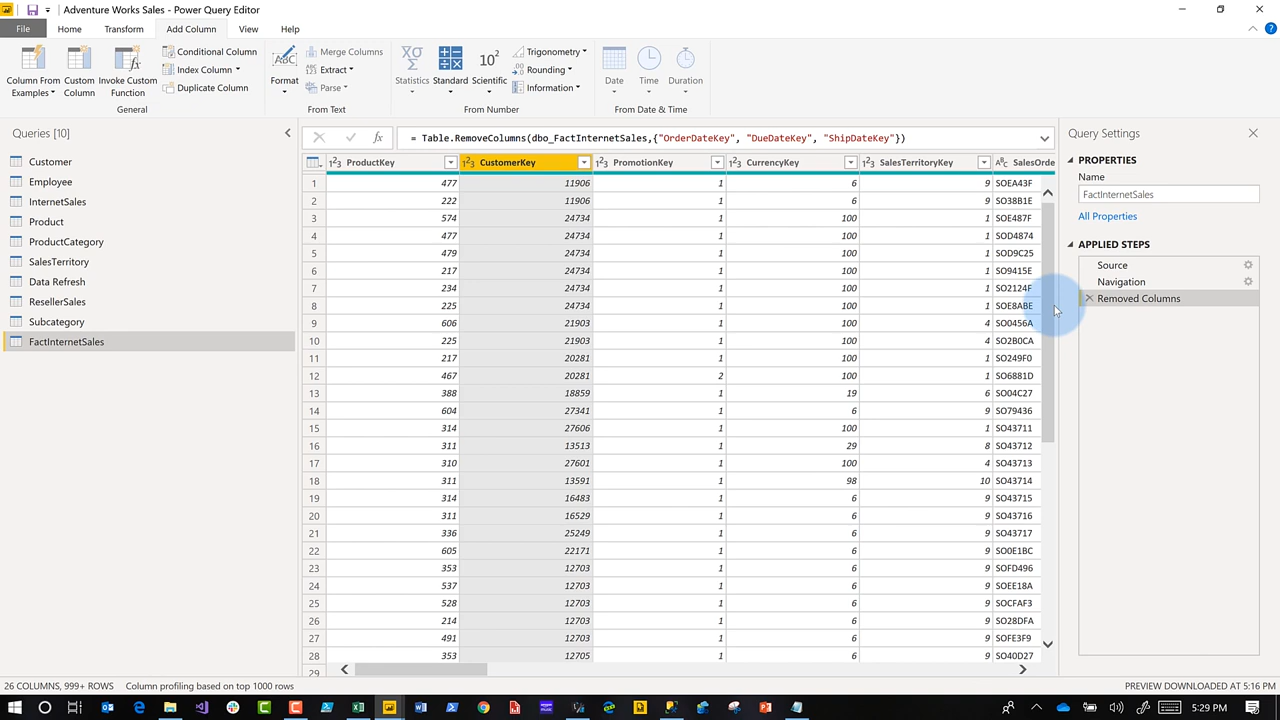 Adventure Works Sales - Power Query Editor
File Home Transform Add Column View Help
Column From Examples
Custom Column
Invoke Custom Function
Conditional Column
Index Column
Duplicate Column
General
Format
Merge Columns
Extract
Parse
From Text
Statistics
Standard
Scientific
Trigonometry
Rounding
Information
From Number
Date
Time
Duration
From Date & Time
Queries [10]
Customer
Employee
InternetSales
Product
ProductCategory
SalesTerritory
Data Refresh
ResellerSales
Subcategory
FactInternetSales
fx = Table.RemoveColumns(dbo_FactInternetSales,{"OrderDateKey", "DueDateKey", "ShipDateKey"})
ProductKey CustomerKey PromotionKey CurrencyKey SalesTerritoryKey SalesOrde
1 477 11906 1 6 9 SOEA43F
2 222 11906 1 6 9 SO38B1E
3 574 24734 1 100 1 SOE487F
4 477 24734 1 100 1 SOD4874
5 479 24734 1 100 1 SOD9C25
6 217 24734 1 100 1 SO9415E
7 234 24734 1 100 1 SO2124F
8 225 24734 1 100 1 SOE8ABE
9 606 21903 1 100 4 SO0456A
10 225 21903 1 100 4 SO2B0CA
11 217 20281 1 100 1 SO249F0
12 467 20281 2 100 1 SO6881D
13 388 18859 1 19 6 SO04C27
14 604 27341 1 6 9 SO79436
15 314 27606 1 100 1 SO43711
16 311 13513 1 29 8 SO43712
17 310 27601 1 100 4 SO43713
18 311 13591 1 98 10 SO43714
19 314 16483 1 6 9 SO43715
20 311 16529 1 6 9 SO43716
21 336 25249 1 6 9 SO43717
22 605 22171 1 6 9 SO0E1BC
23 353 12703 1 6 9 SOFD496
24 537 12703 1 6 9 SOEE18A
25 528 12703 1 6 9 SOCFAF3
26 214 12703 1 6 9 SO28DFA
27 491 12703 1 6 9 SOFE3F9
28 353 12705 1 6 9 SO40D27
29
Query Settings
PROPERTIES
Name
FactInternetSales
All Properties
APPLIED STEPS
Source
Navigation
Removed Columns
26 COLUMNS, 999+ ROWS Column profiling based on top 1000 rows
PREVIEW DOWNLOADED AT 5:16 PM
5:29 PM